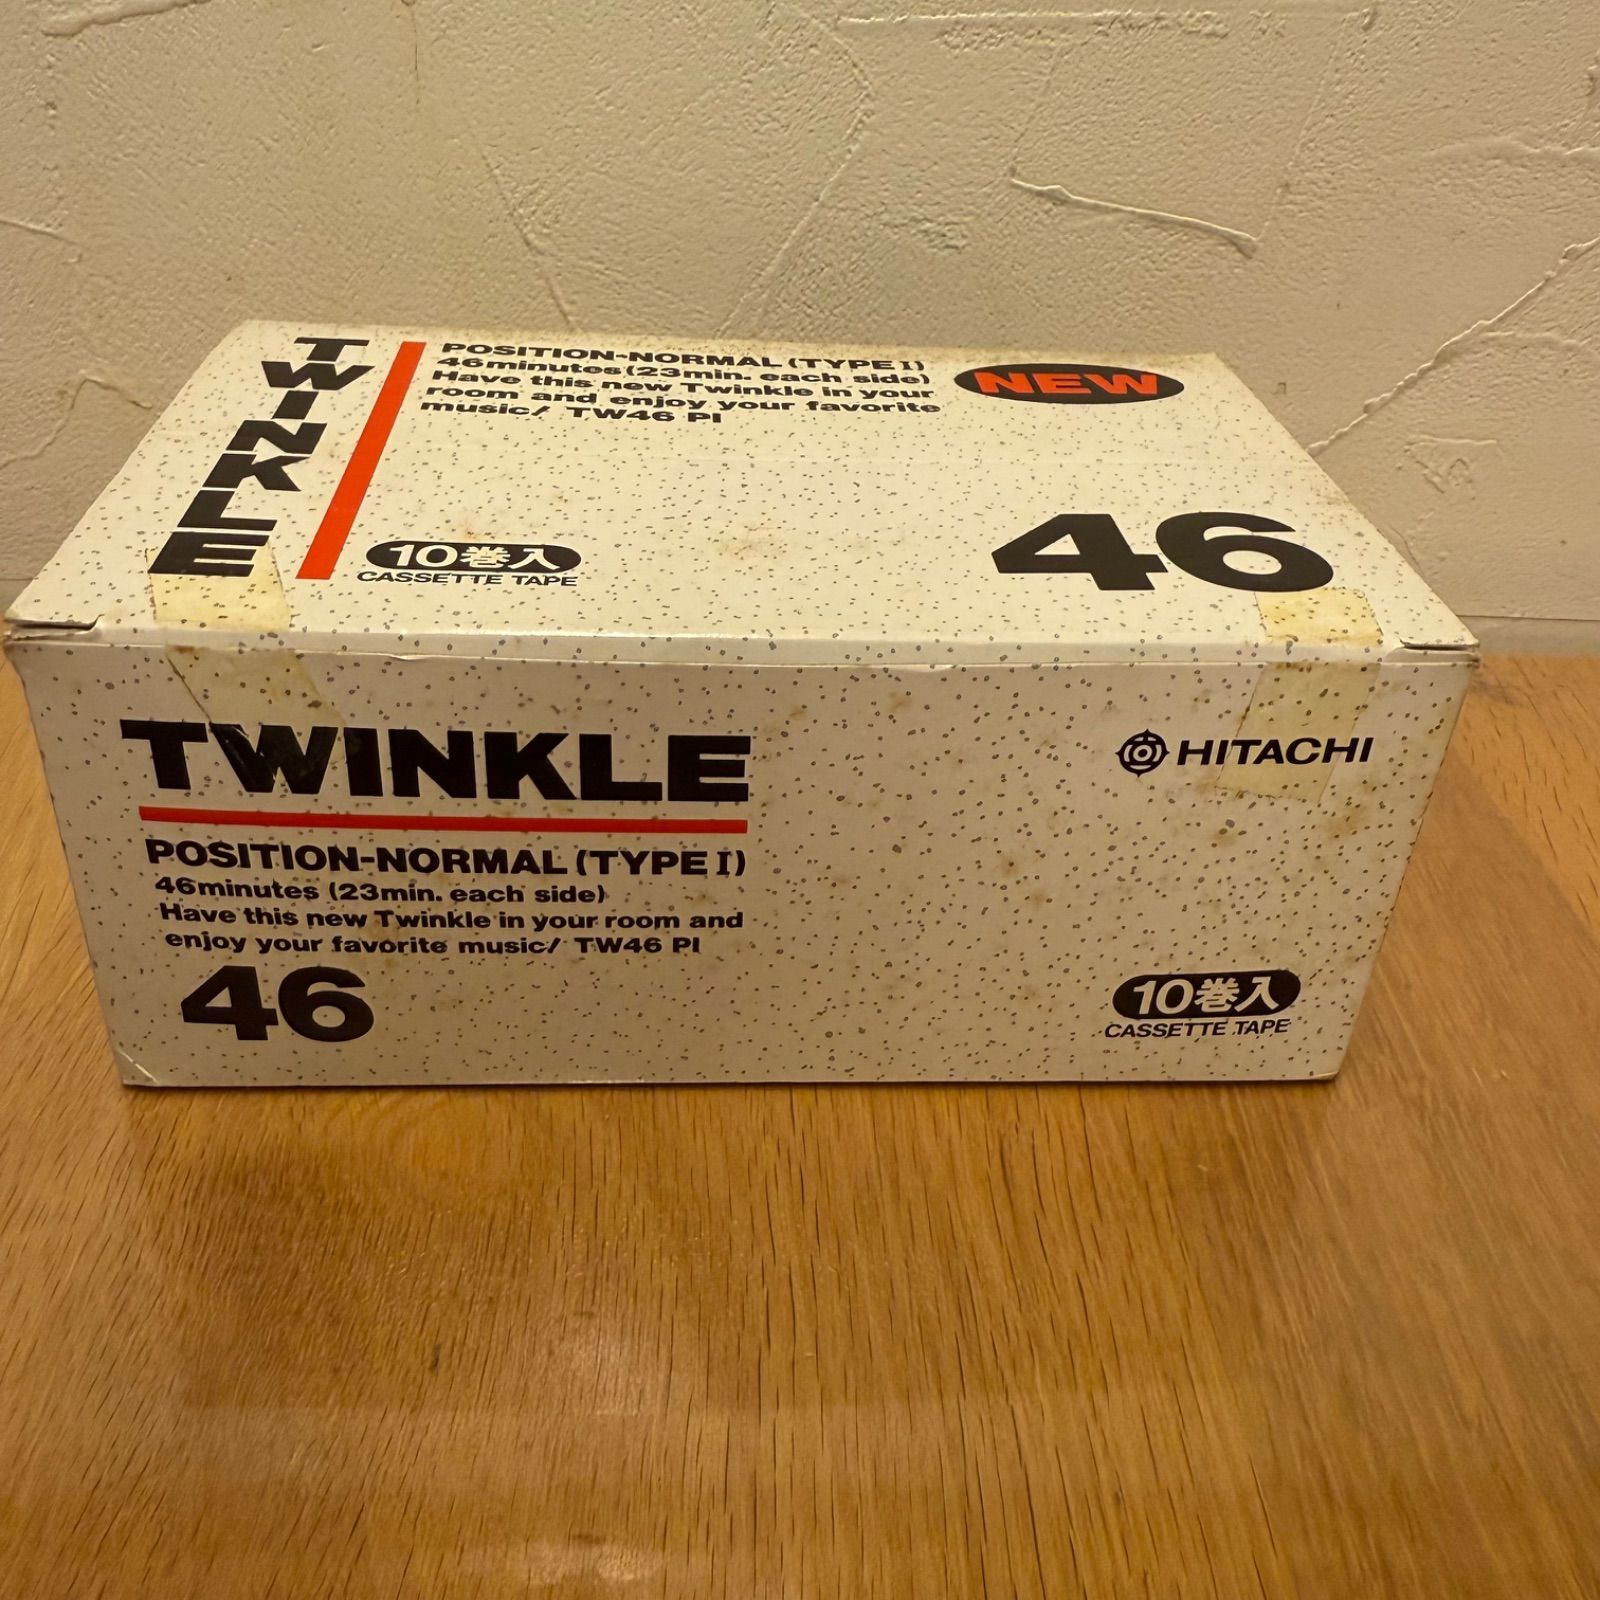 TWINKLE
POSITION-NORMAL (TYPE I)
46minutes (23min. each side)
Have this new Twinkle in your
room and enjoy your favorite
music! TW46 PI
NEW
10巻入
CASSETTE TAPE
46
TWINKLE
HITACHI
POSITION-NORMAL (TYPE I)
46minutes (23min. each side)
Have this new Twinkle in your room and
enjoy your favorite music! TW46 PI
46
10巻入
CASSETTE TAPE